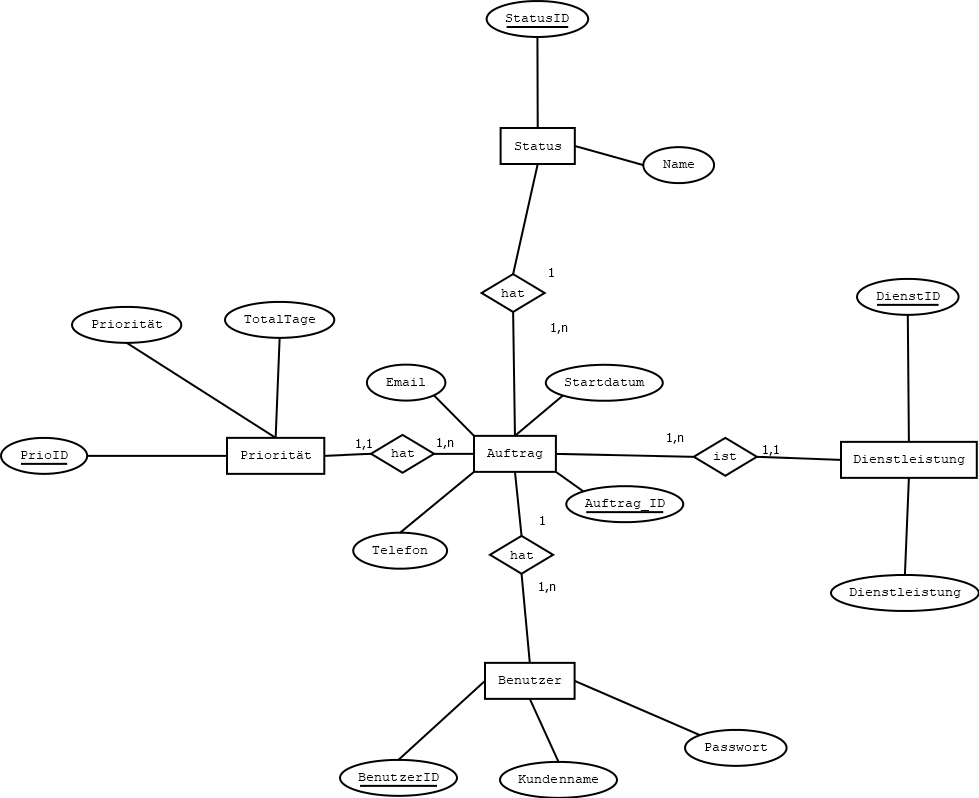 StatusID
Status
Name
1
hat
1,n
DienstID
Priorität
TotalTage
Email
Startdatum
PrioID
Priorität
1,1
hat
1,n
Auftrag
1,n
ist
1,1
Dienstleistung
Auftrag_ID
1
Telefon
hat
1,n
Dienstleistung
Benutzer
Passwort
BenutzerID
Kundenname